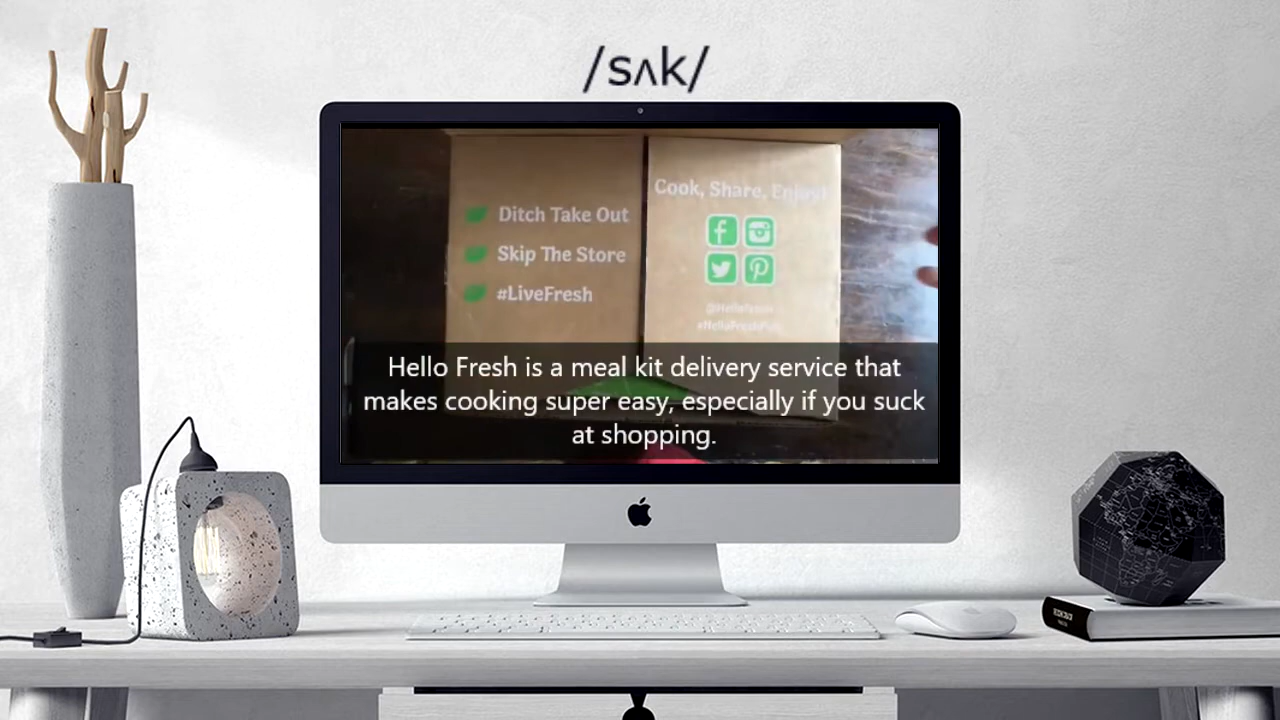 /sʌk/
Ditch Take Out
Skip The Store
#LiveFresh
Cook, Share, Enjoy!
Hello Fresh is a meal kit delivery service that
makes cooking super easy, especially if you suck
at shopping.